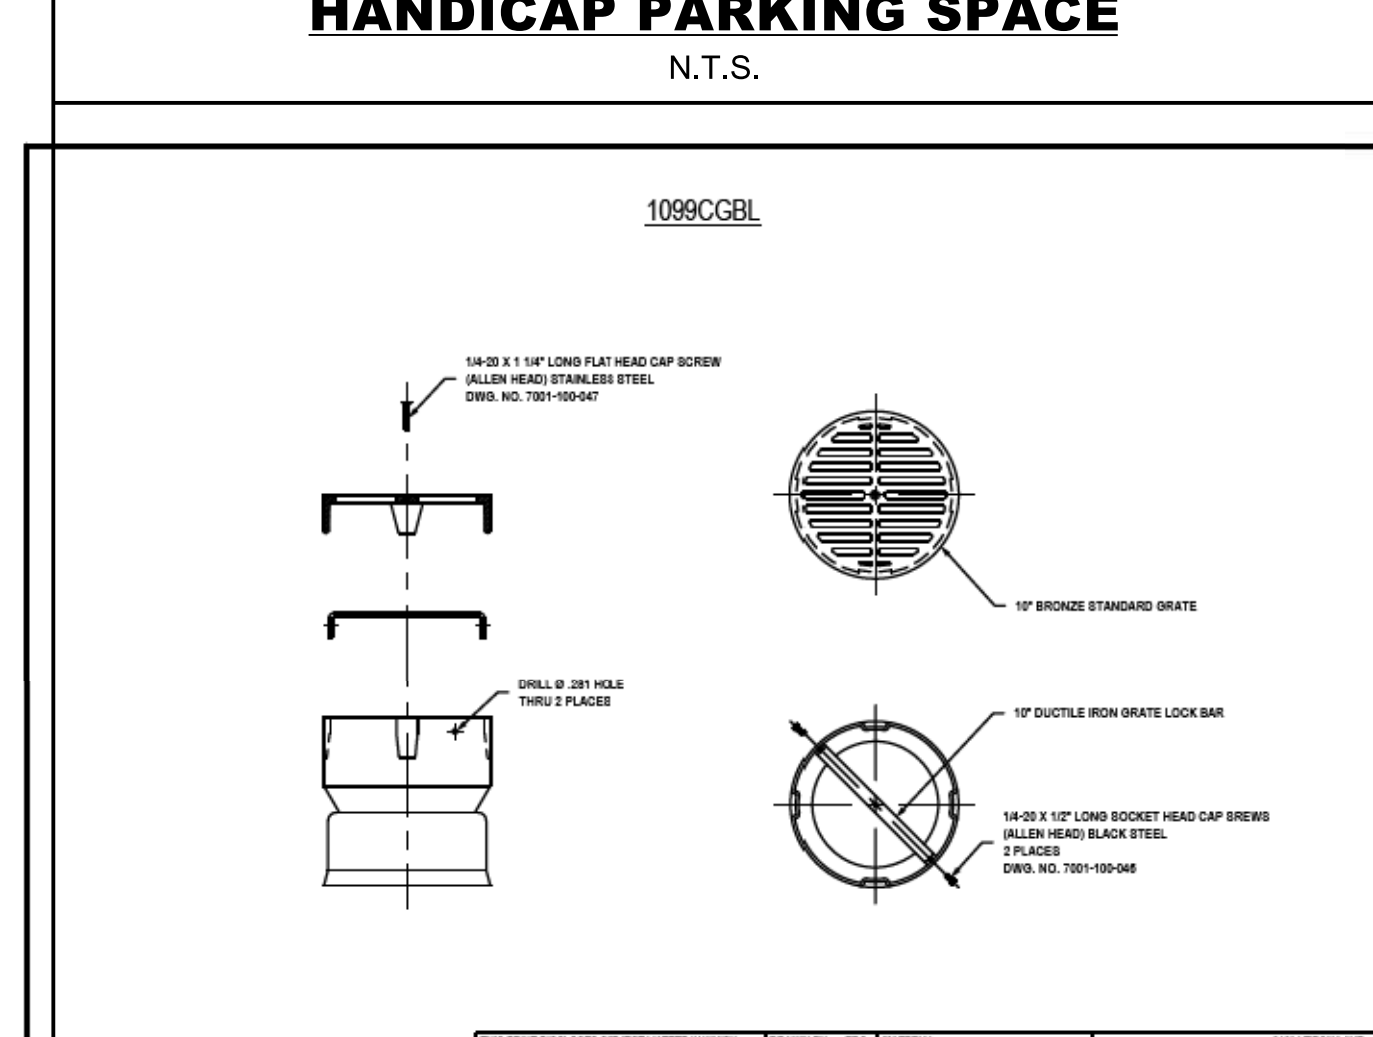 HANDICAP PARKING SPACE
N.T.S.
1099CGBL
1/4-20 X 1 1/4" LONG FLAT HEAD CAP SCREW
(ALLEN HEAD) STAINLESS STEEL
DWG. NO. 7001-100-047
10" BRONZE STANDARD GRATE
DRILL Ø .281 HOLE
THRU 2 PLACES
10" DUCTILE IRON GRATE LOCK BAR
1/4-20 X 1/2" LONG SOCKET HEAD CAP SREWS
(ALLEN HEAD) BLACK STEEL
2 PLACES
DWG. NO. 7001-100-046